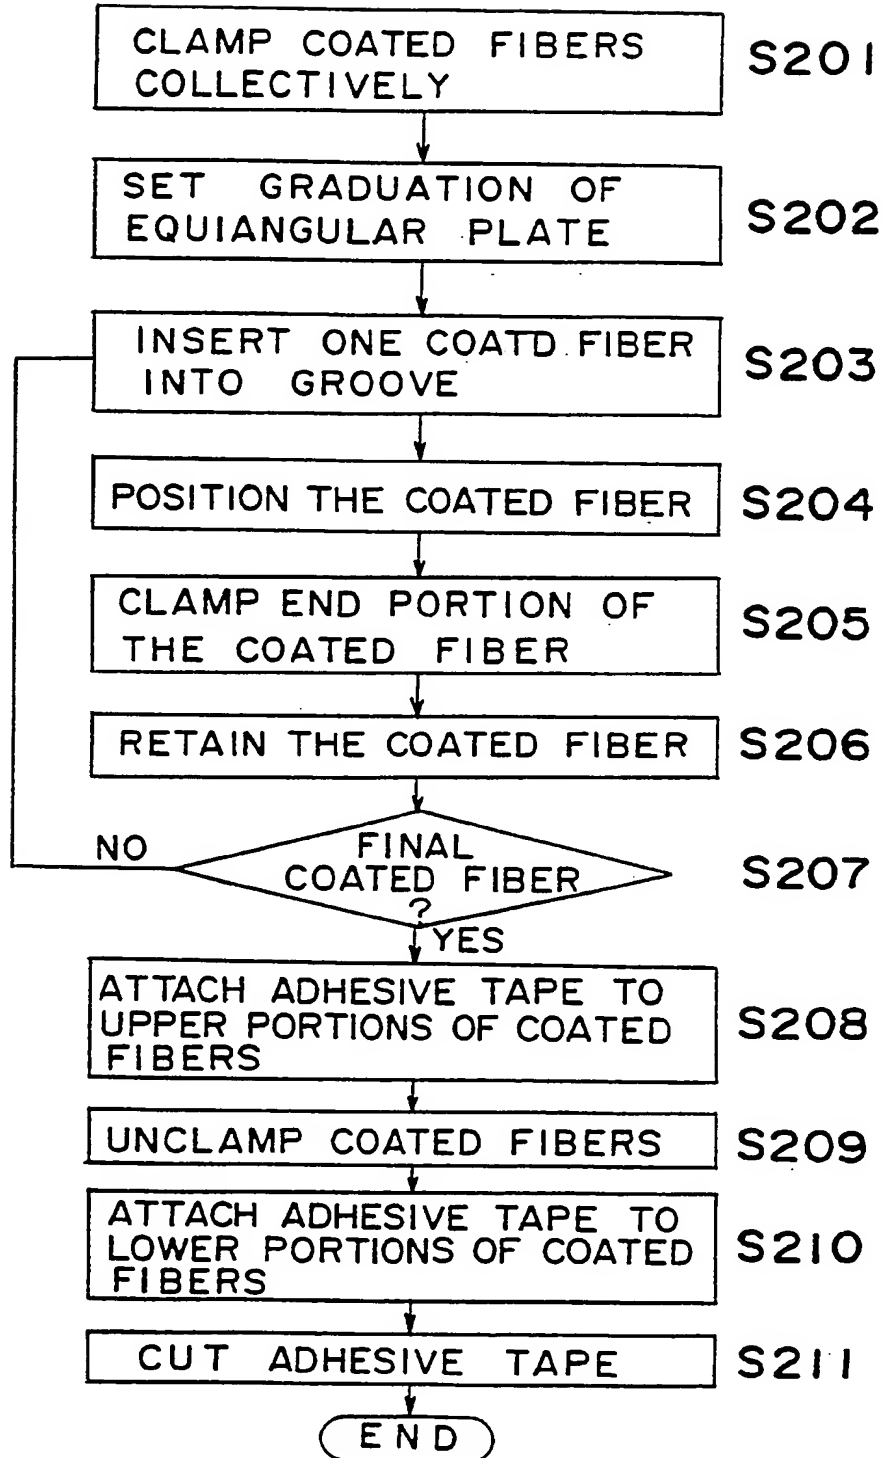 CLAMP COATED FIBERS
COLLECTIVELY
S201
SET GRADUATION OF
EQUIANGULAR PLATE
S202
INSERT ONE COATD FIBER
INTO GROOVE
S203
POSITION THE COATED FIBER
S204
CLAMP END PORTION OF
THE COATED FIBER
S205
RETAIN THE COATED FIBER
S206
NO
FINAL
COATED FIBER
?
S207
YES
ATTACH ADHESIVE TAPE TO
UPPER PORTIONS OF COATED
FIBERS
S208
UNCLAMP COATED FIBERS
S209
ATTACH ADHESIVE TAPE TO
LOWER PORTIONS OF COATED
FIBERS
S210
CUT ADHESIVE TAPE
S211
END